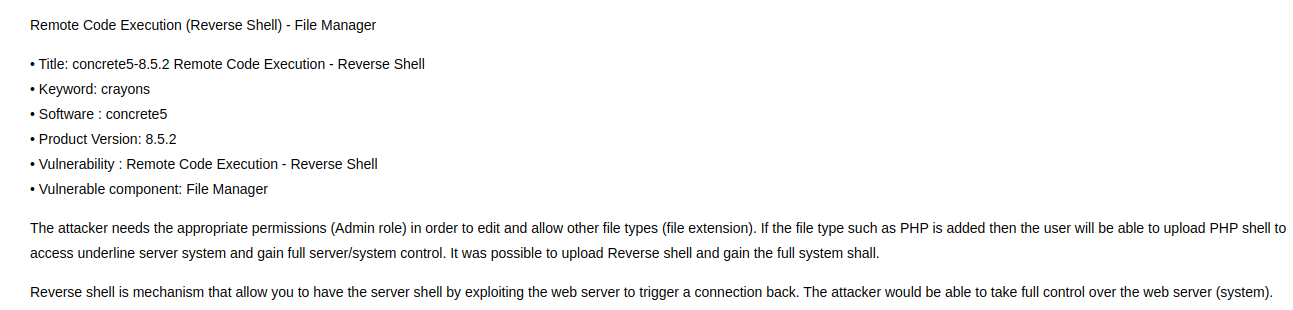 Remote Code Execution (Reverse Shell) - File Manager
• Title: concrete5-8.5.2 Remote Code Execution - Reverse Shell
• Keyword: crayons
• Software : concrete5
• Product Version: 8.5.2
• Vulnerability : Remote Code Execution - Reverse Shell
• Vulnerable component: File Manager
The attacker needs the appropriate permissions (Admin role) in order to edit and allow other file types (file extension). If the file type such as PHP is added then the user will be able to upload PHP shell to
access underline server system and gain full server/system control. It was possible to upload Reverse shell and gain the full system shall.
Reverse shell is mechanism that allow you to have the server shell by exploiting the web server to trigger a connection back. The attacker would be able to take full control over the web server (system).